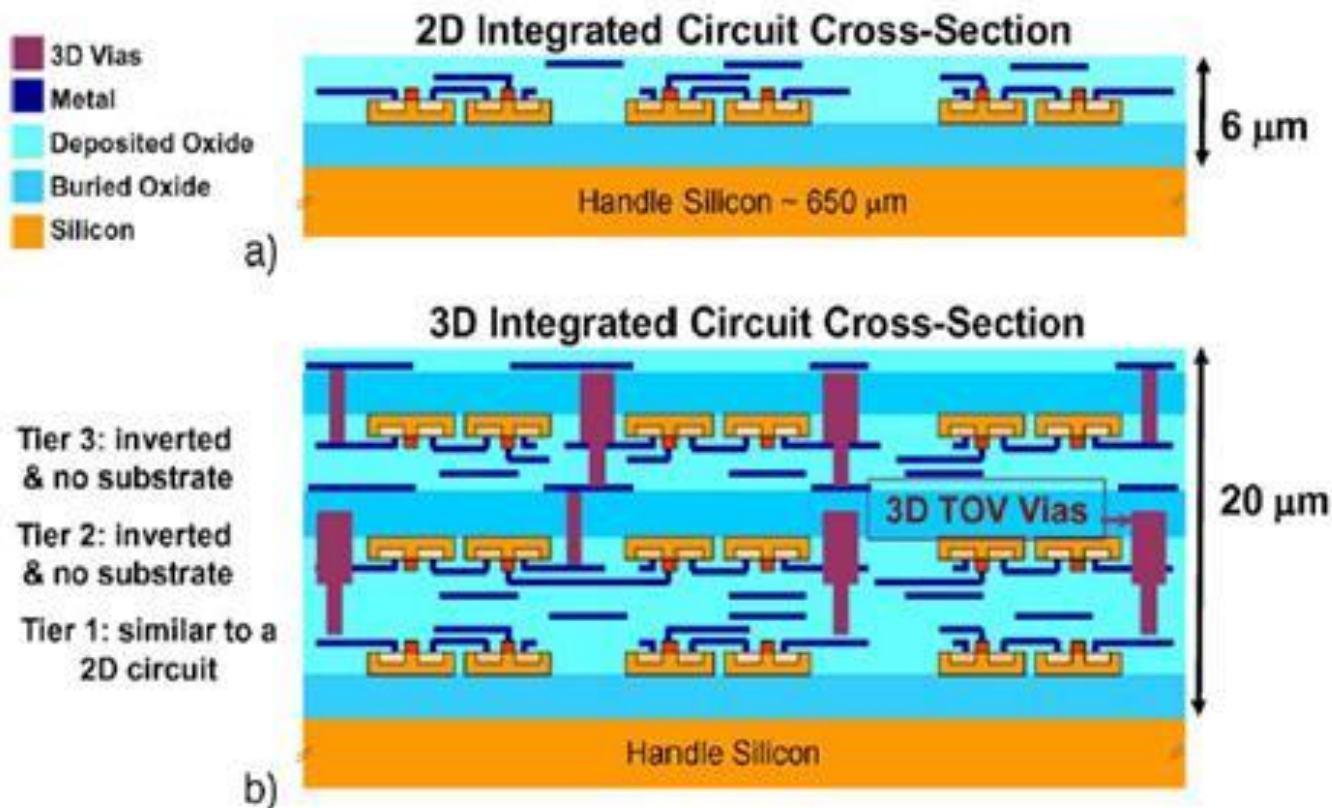 2D Integrated Circuit Cross-Section
3D Vias
Metal
Deposited Oxide
Buried Oxide
Silicon
6 μm
Handle Silicon ~ 650 μm
a)
3D Integrated Circuit Cross-Section
Tier 3: inverted
& no substrate
Tier 2: inverted
& no substrate
Tier 1: similar to a
2D circuit
3D TOV Vias
20 μm
Handle Silicon
b)